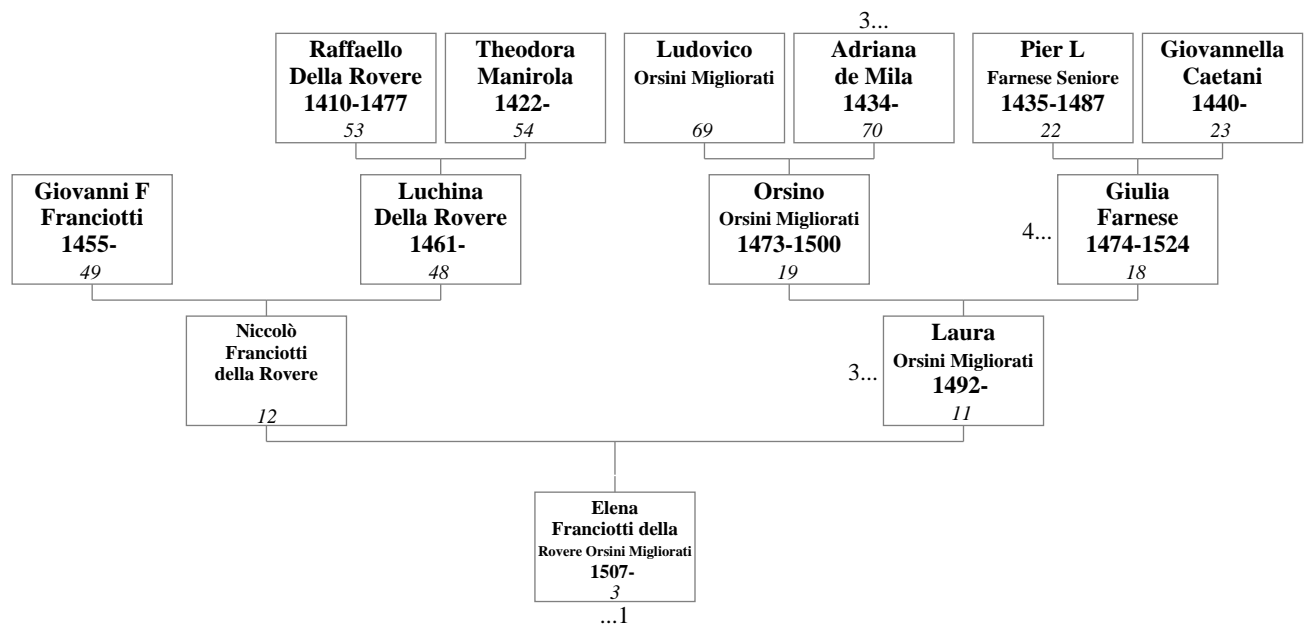 3...
Raffaello
Della Rovere
1410-1477
53
Theodora
Manirola
1422-
54
Ludovico
Orsini Migliorati
69
Adriana
de Mila
1434-
70
Pier L
Farnese Seniore
1435-1487
22
Giovannella
Caetani
1440-
23
Giovanni F
Franciotti
1455-
49
Luchina
Della Rovere
1461-
48
Orsino
Orsini Migliorati
1473-1500
19
4...
Giulia
Farnese
1474-1524
18
Niccolò
Franciotti
della Rovere
12
3...
Laura
Orsini Migliorati
1492-
11
Elena
Franciotti della
Rovere Orsini Migliorati
1507-
3
...1